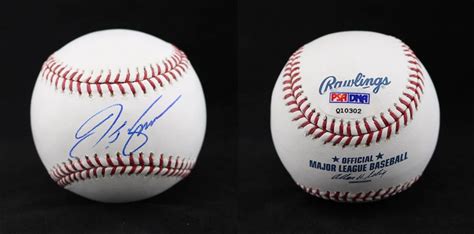 Rawlings
PSA DNA
Q10302
OFFICIAL
MAJOR LEAGUE BASEBALL